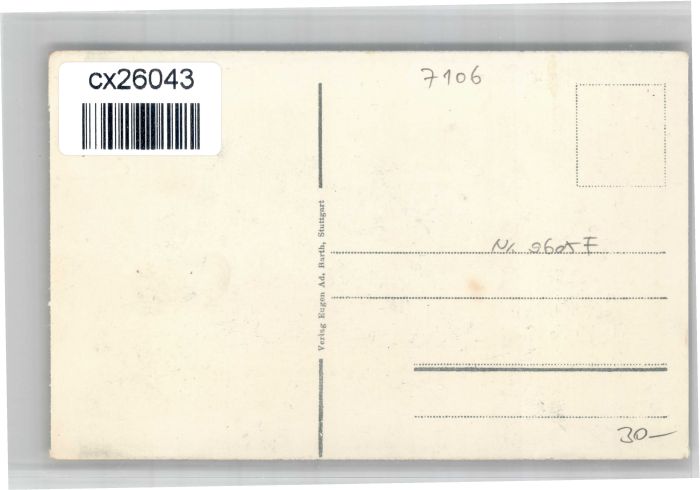 cx26043
7106
Verlag Eugen Ad. Barth, Stuttgart
30—